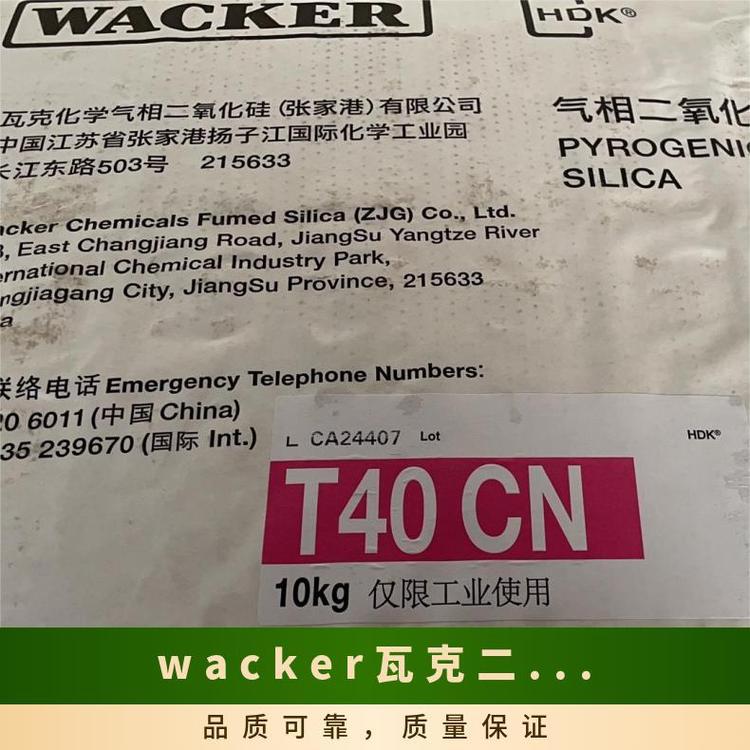 WACKER
HDK®
瓦克化学气相二氧化硅(张家港)有限公司
中国江苏省张家港扬子江国际化学工业园
长江东路503号 215633
气相二氧化
PYROGENI
SILICA
acker Chemicals Fumed Silica (ZJG) Co., Ltd.
3, East Changjiang Road, JiangSu Yangtze River
ernational Chemical Industry Park,
ngjiagang City, JiangSu Province, 215633
a
联络电话 Emergency Telephone Numbers:
20 6011 (中国 China)
35 239670 (国际 Int.)
L CA24407 Lot
HDK®
T40 CN
10kg 仅限工业使用
wacker瓦克二...
品质可靠，质量保证